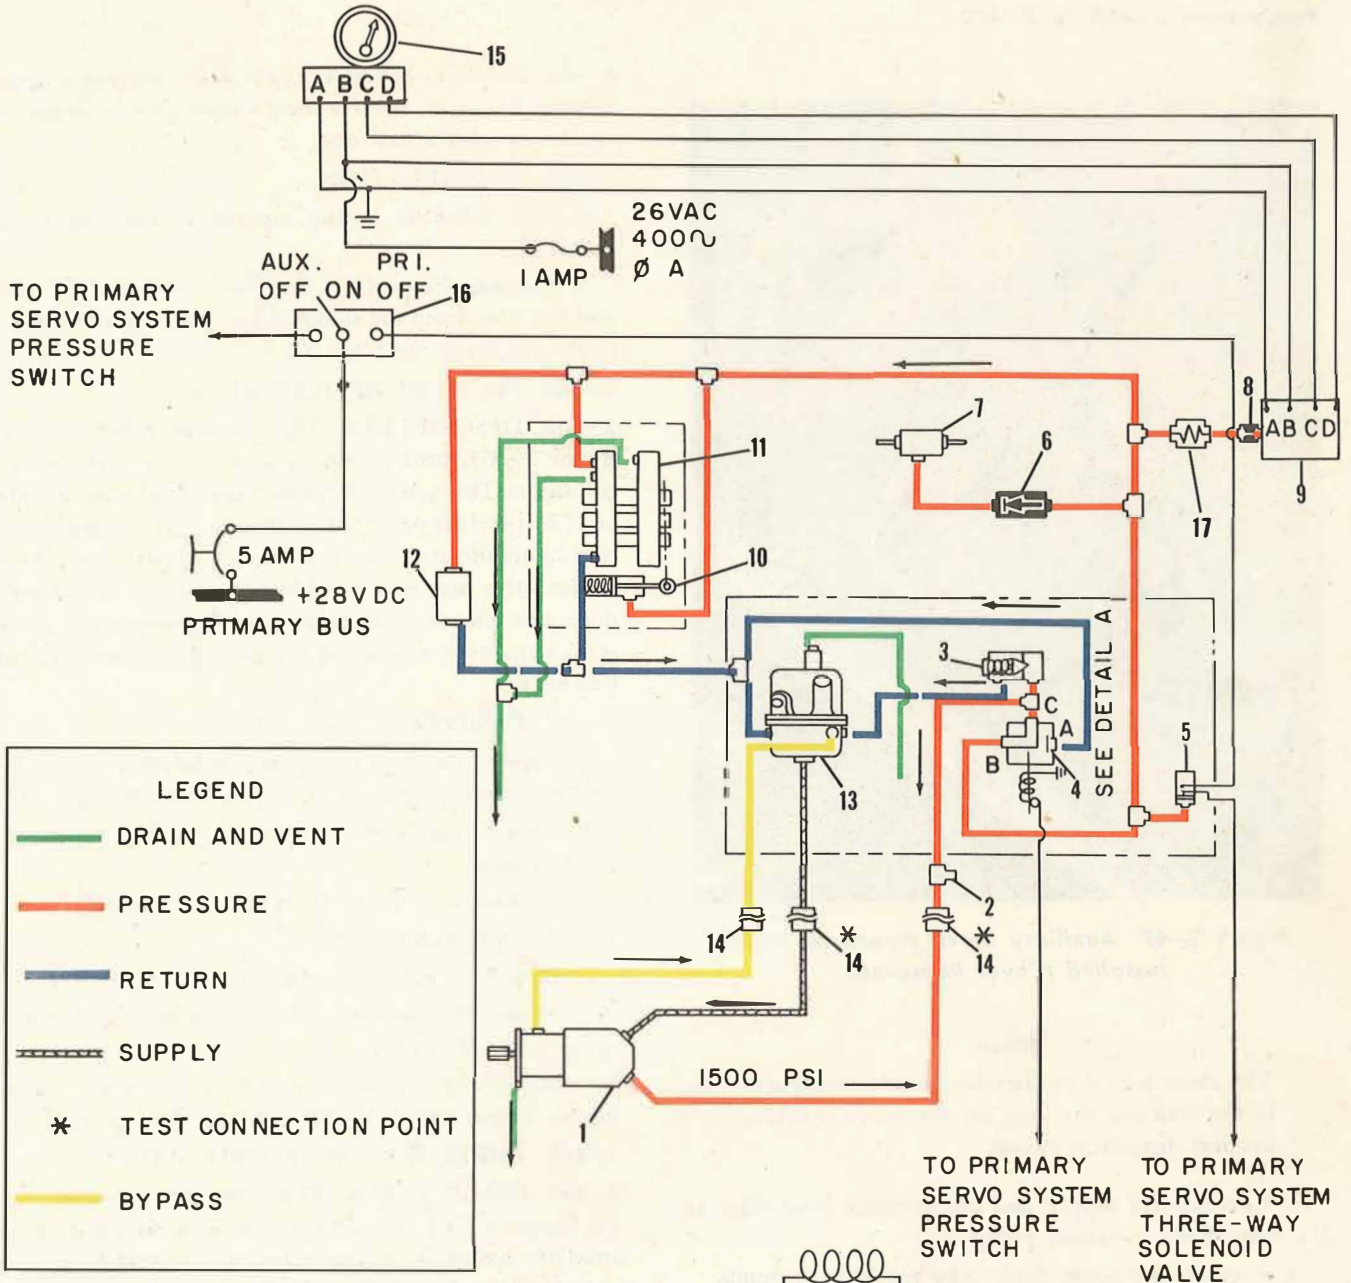 15
A B C D
26VAC
400~
Ø A
1 AMP
AUX. PRI.
OFF ON OFF
16
TO PRIMARY
SERVO SYSTEM
PRESSURE
SWITCH
5 AMP
+28VDC
PRIMARY BUS
7
6
8
A B C D
9
17
11
10
12
3
C
A
B
4
SEE DETAIL A
5
13
2
14
* 14
* 14
1500 PSI
1
LEGEND
DRAIN AND VENT
PRESSURE
RETURN
SUPPLY
* TEST CONNECTION POINT
BYPASS
TO PRIMARY
SERVO SYSTEM
PRESSURE
SWITCH
TO PRIMARY
SERVO SYSTEM
THREE-WAY
SOLENOID
VALVE